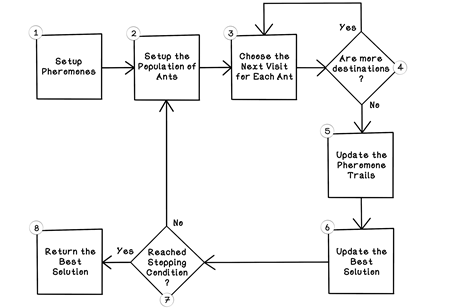 1
Setup
Pheromones
2
Setup the
Population of
Ants
3
Choose the
Next Visit
for Each Ant
Yes
Are more
destinations
?
4
No
5
Update the
Pheromone
Trails
6
Update the
Best
Solution
No
Reached
Stopping
Condition
?
7
Yes
8
Return the
Best
Solution